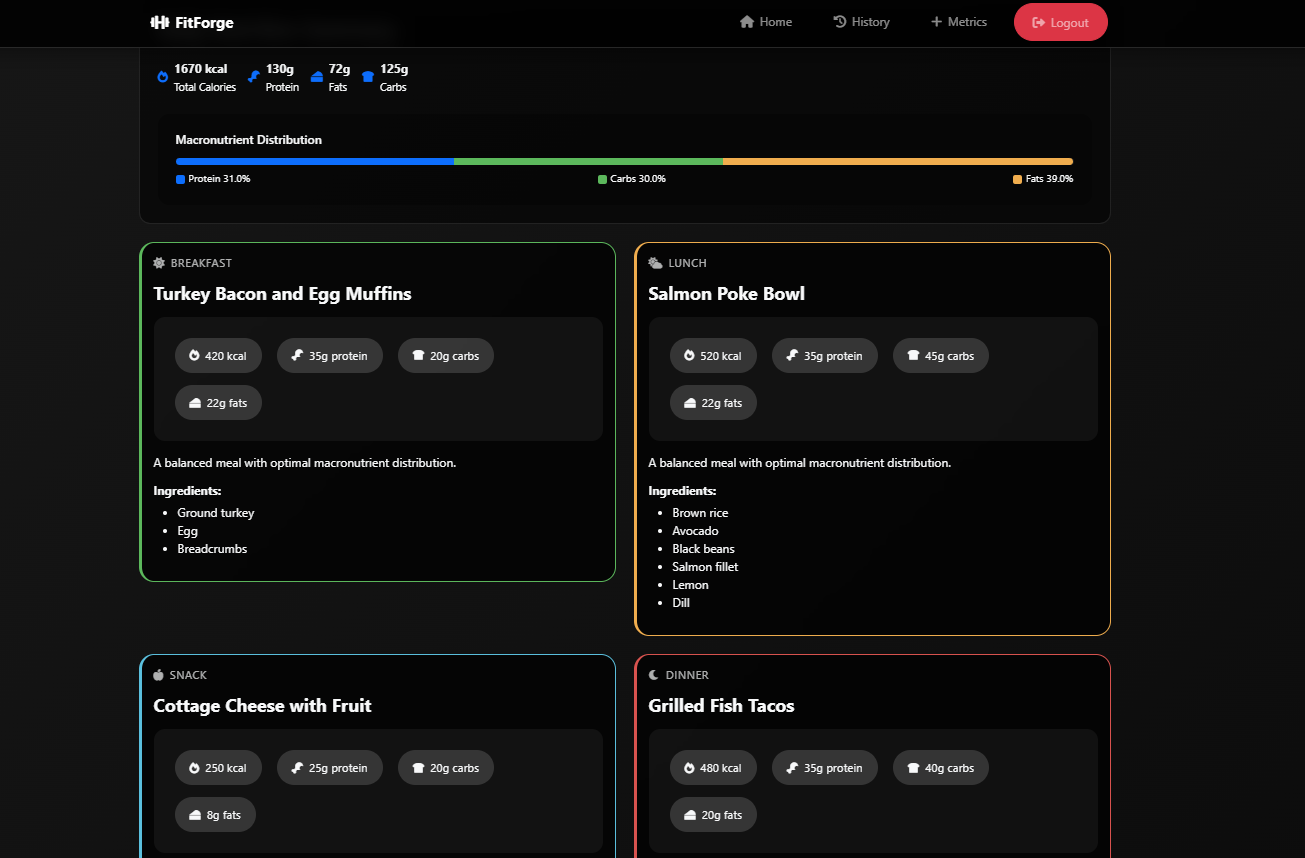 FitForge
Home
History
Metrics
Logout
1670 kcal
Total Calories
130g
Protein
72g
Fats
125g
Carbs
Macronutrient Distribution
Protein 31.0%
Carbs 30.0%
Fats 39.0%
BREAKFAST
Turkey Bacon and Egg Muffins
420 kcal
35g protein
20g carbs
22g fats
A balanced meal with optimal macronutrient distribution.
Ingredients:
Ground turkey
Egg
Breadcrumbs
LUNCH
Salmon Poke Bowl
520 kcal
35g protein
45g carbs
22g fats
A balanced meal with optimal macronutrient distribution.
Ingredients:
Brown rice
Avocado
Black beans
Salmon fillet
Lemon
Dill
SNACK
Cottage Cheese with Fruit
250 kcal
25g protein
20g carbs
8g fats
DINNER
Grilled Fish Tacos
480 kcal
35g protein
40g carbs
20g fats